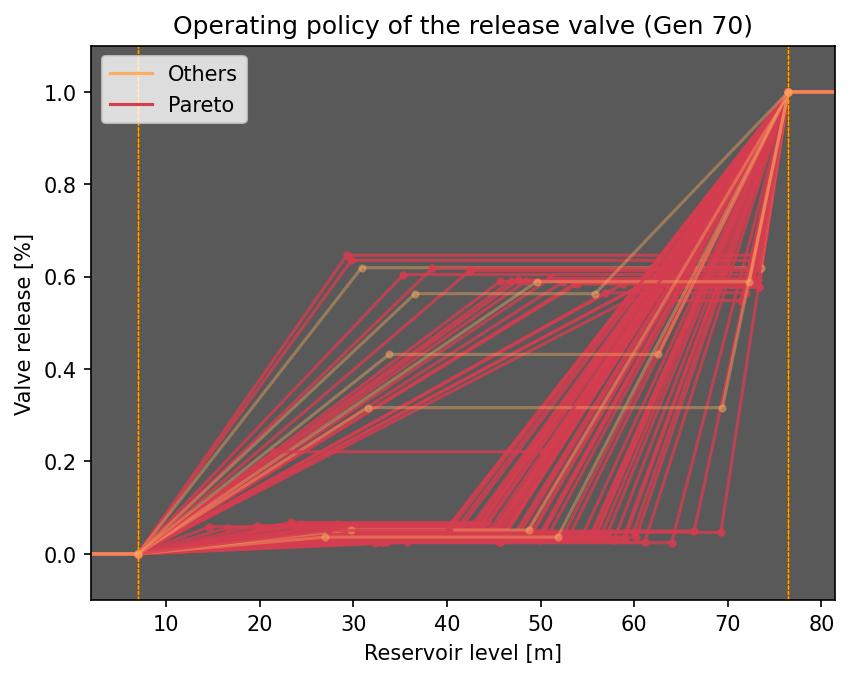 Operating policy of the release valve (Gen 70)
Others
Pareto
Valve release [%]
1.0
0.8
0.6
0.4
0.2
0.0
10 20 30 40 50 60 70 80
Reservoir level [m]